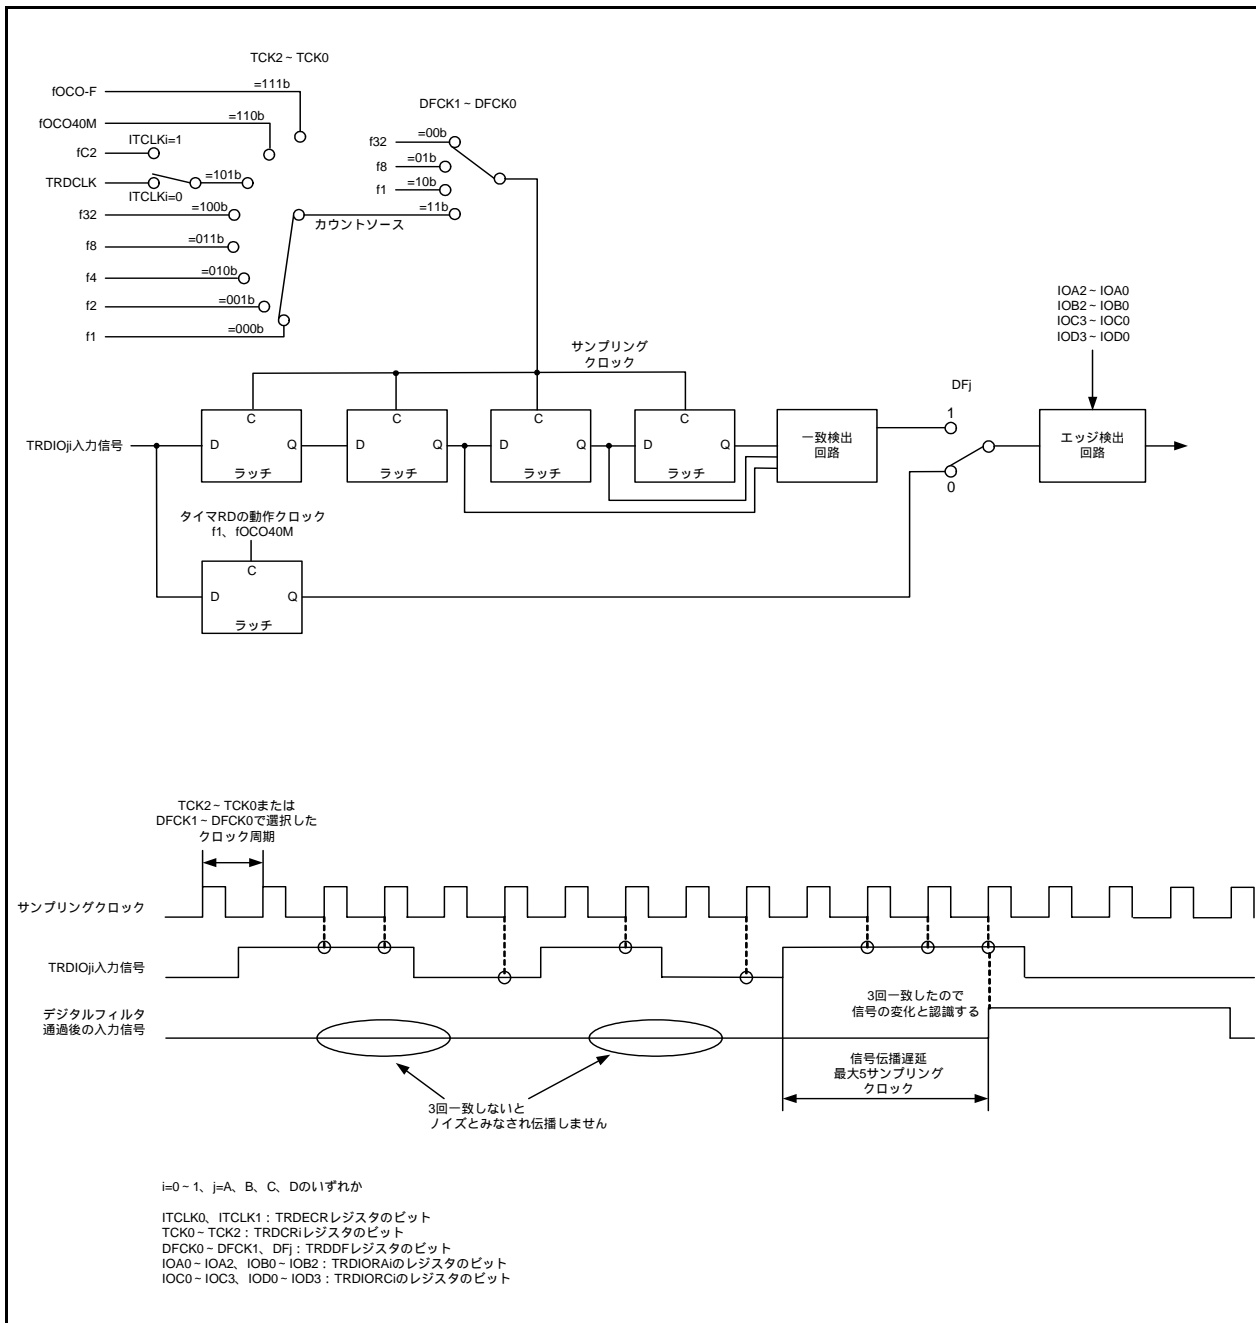 TCK2～TCK0
fOCO-F
=111b
fOCO40M
=110b
fC2
ITCLKi=1
TRDCLK
=101b
ITCLKi=0
f32
=100b
f8
=011b
f4
=010b
f2
=001b
f1
=000b
カウントソース
DFCK1～DFCK0
f32
=00b
f8
=01b
f1
=10b
=11b
サンプリング
クロック
IOA2～IOA0
IOB2～IOB0
IOC3～IOC0
IOD3～IOD0
TRDIOji入力信号
C
D
Q
ラッチ
C
D
Q
ラッチ
C
D
Q
ラッチ
C
D
Q
ラッチ
一致検出
回路
DFj
1
0
エッジ検出
回路
タイマRDの動作クロック
f1、fOCO40M
C
D
Q
ラッチ
TCK2～TCK0または
DFCK1～DFCK0で選択した
クロック周期
サンプリングクロック
TRDIOji入力信号
デジタルフィルタ
通過後の入力信号
3回一致したので
信号の変化と認識する
信号伝播遅延
最大5サンプリング
クロック
3回一致しないと
ノイズとみなされ伝播しません
i=0～1、j=A、B、C、Dのいずれか
ITCLK0、ITCLK1：TRDECRレジスタのビット
TCK0～TCK2：TRDCRiレジスタのビット
DFCK0～DFCK1、DFj：TRDDFレジスタのビット
IOA0～IOA2、IOB0～IOB2：TRDIORAiのレジスタのビット
IOC0～IOC3、IOD0～IOD3：TRDIORCiのレジスタのビット